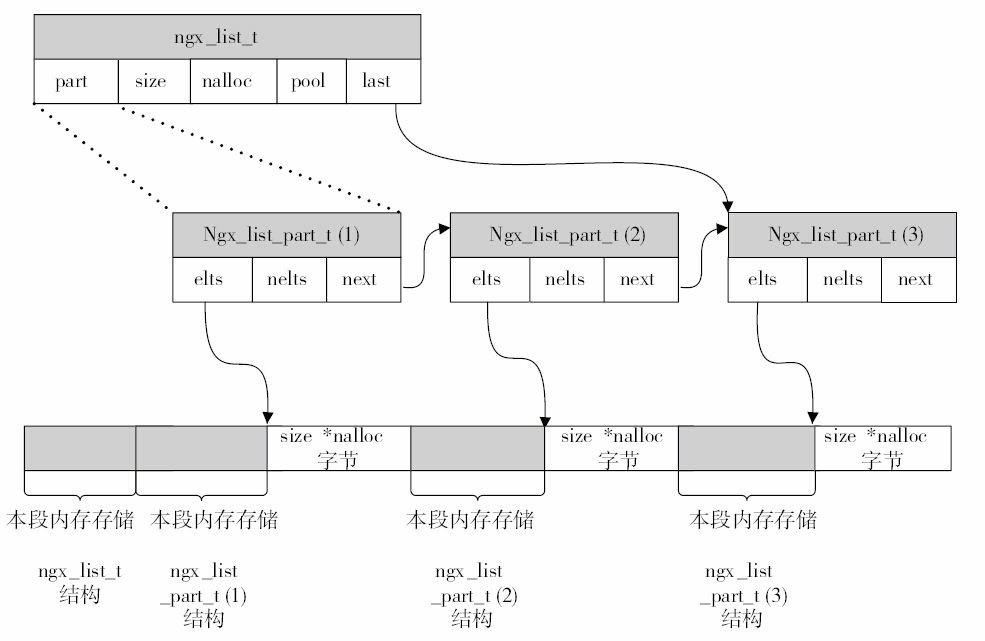 ngx_list_t
part size nalloc pool last
Ngx_list_part_t (1) Ngx_list_part_t (2) Ngx_list_part_t (3)
elts nelts next elts nelts next elts nelts next
size *nalloc size *nalloc size *nalloc
字节 字节 字节
本段内存存储 本段内存存储 本段内存存储 本段内存存储
ngx_list_t ngx_list ngx_list ngx_list
结构 _part_t (1) _part_t (2) _part_t (3)
结构 结构 结构